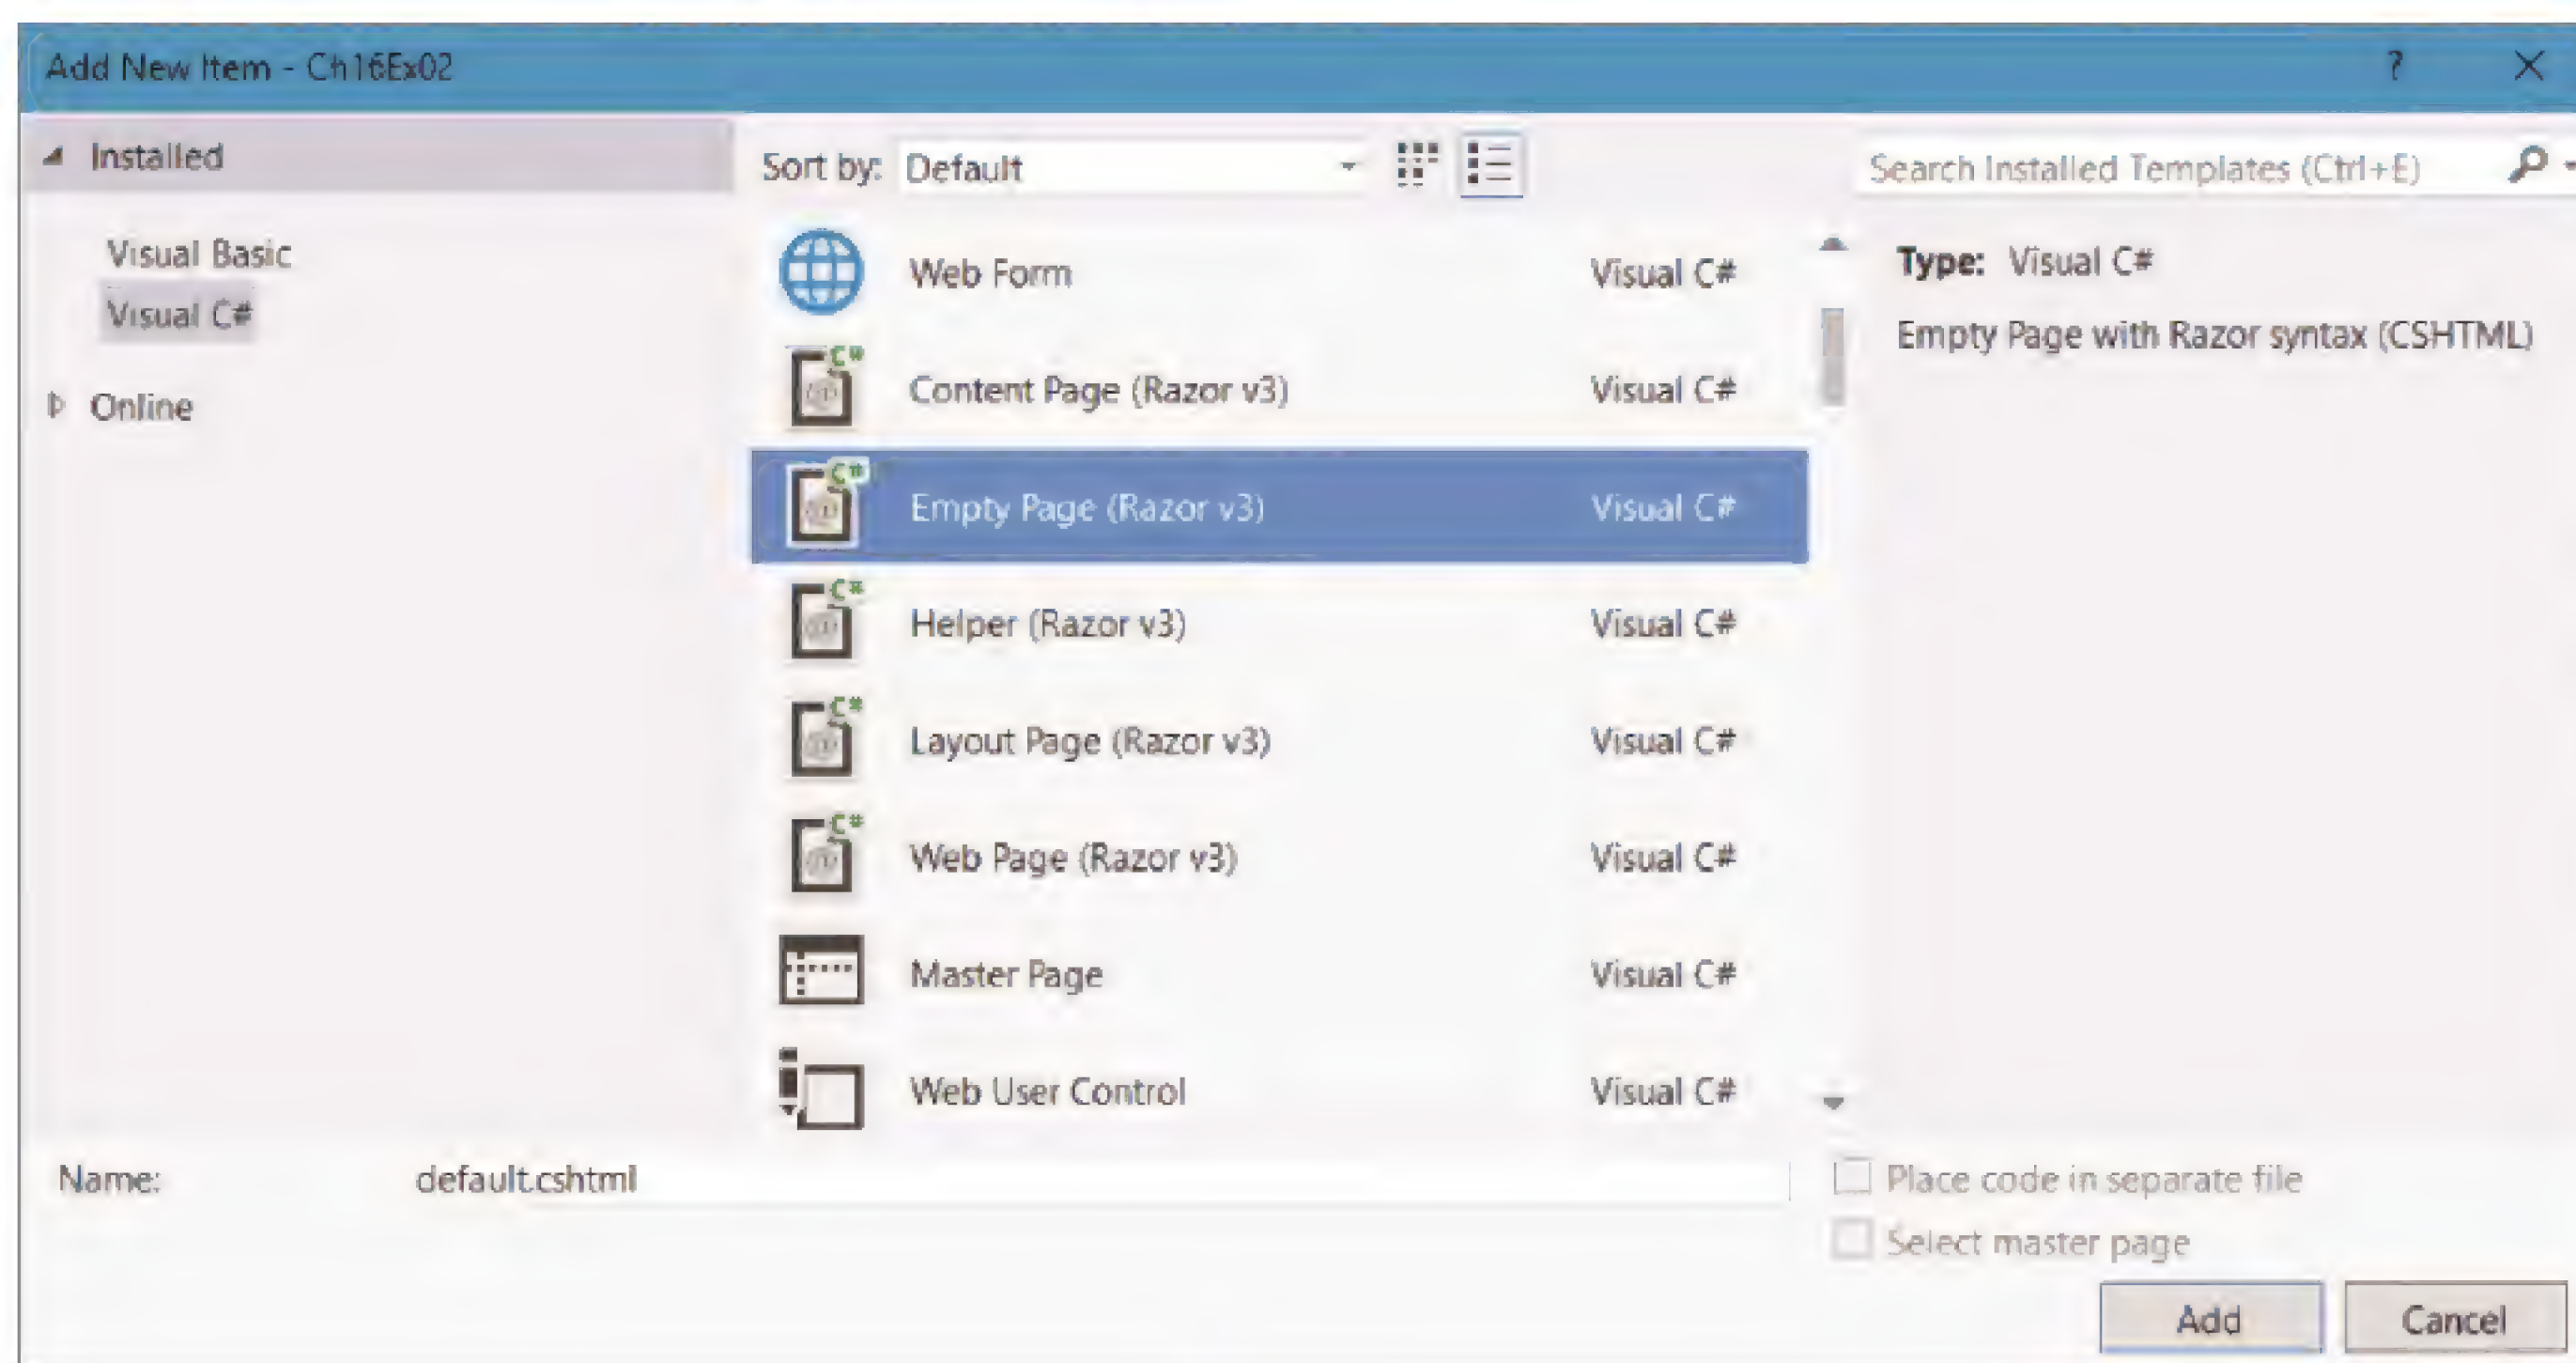 Add New Item - Ch16Ex02
?
Installed
Visual Basic
Visual C#
Online
Sort by: Default
Search Installed Templates (Ctrl+E)
Web Form Visual C#
Content Page (Razor v3) Visual C#
Empty Page (Razor v3) Visual C#
Helper (Razor v3) Visual C#
Layout Page (Razor v3) Visual C#
Web Page (Razor v3) Visual C#
Master Page Visual C#
Web User Control Visual C#
Type: Visual C#
Empty Page with Razor syntax (CSHTML)
Name: default.cshtml
Place code in separate file
Select master page
Add Cancel